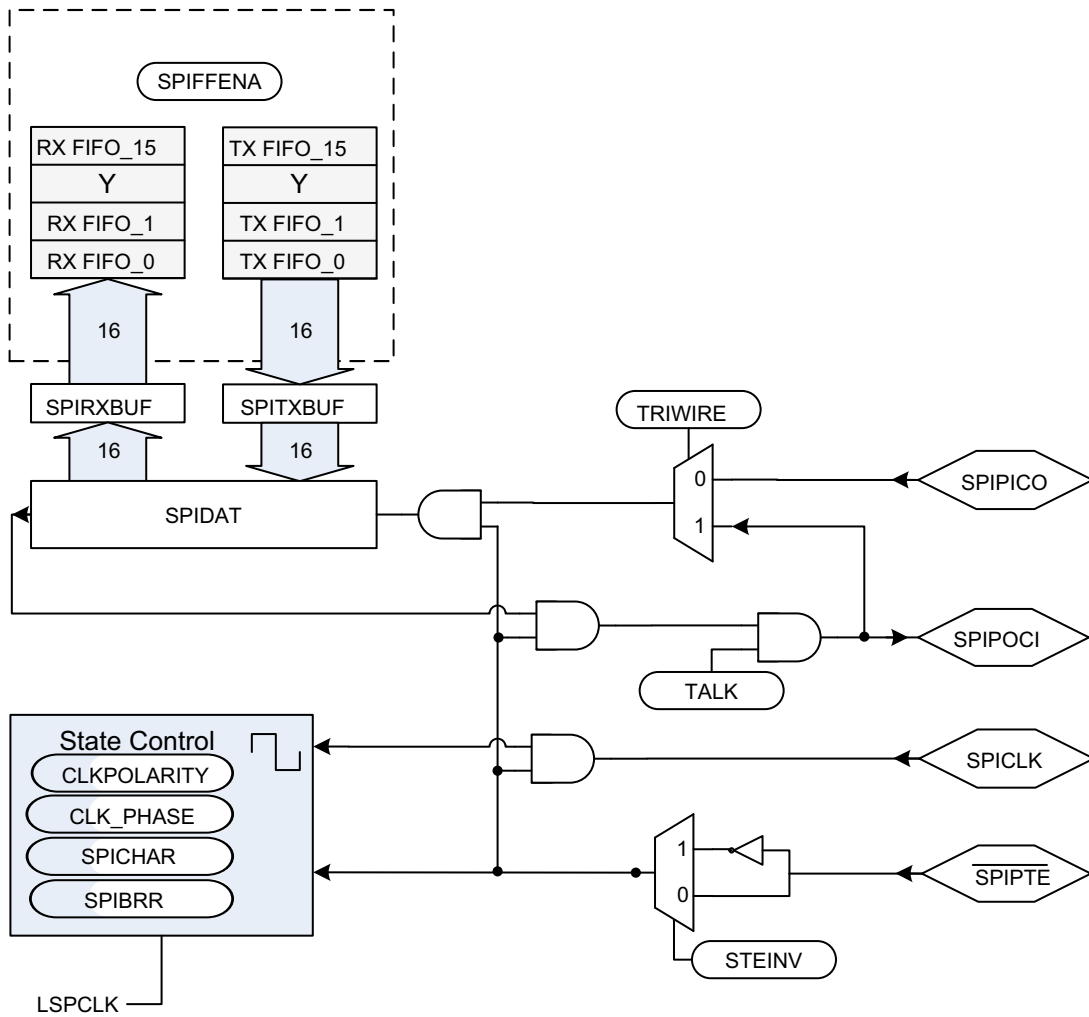 SPIFFENA
RX FIFO_15
Y
RX FIFO_1
RX FIFO_0
TX FIFO_15
Y
TX FIFO_1
TX FIFO_0
16
16
SPIRXBUF
SPITXBUF
16
16
SPIDAT
TRIWIRE
0
1
SPIPICO
SPIPOCI
TALK
State Control
CLKPOLARITY
CLK_PHASE
SPICHAR
SPIBRR
SPICLK
1
0
SPIPTE
STEINV
LSPCLK